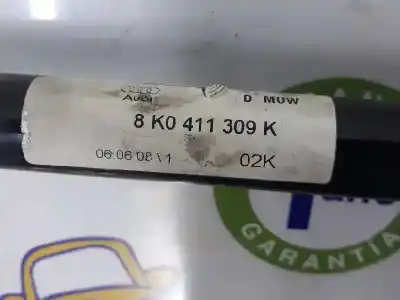 Audi D MUW
8 K0 411 309 K
06.06.08\1 02K
GARANTIA